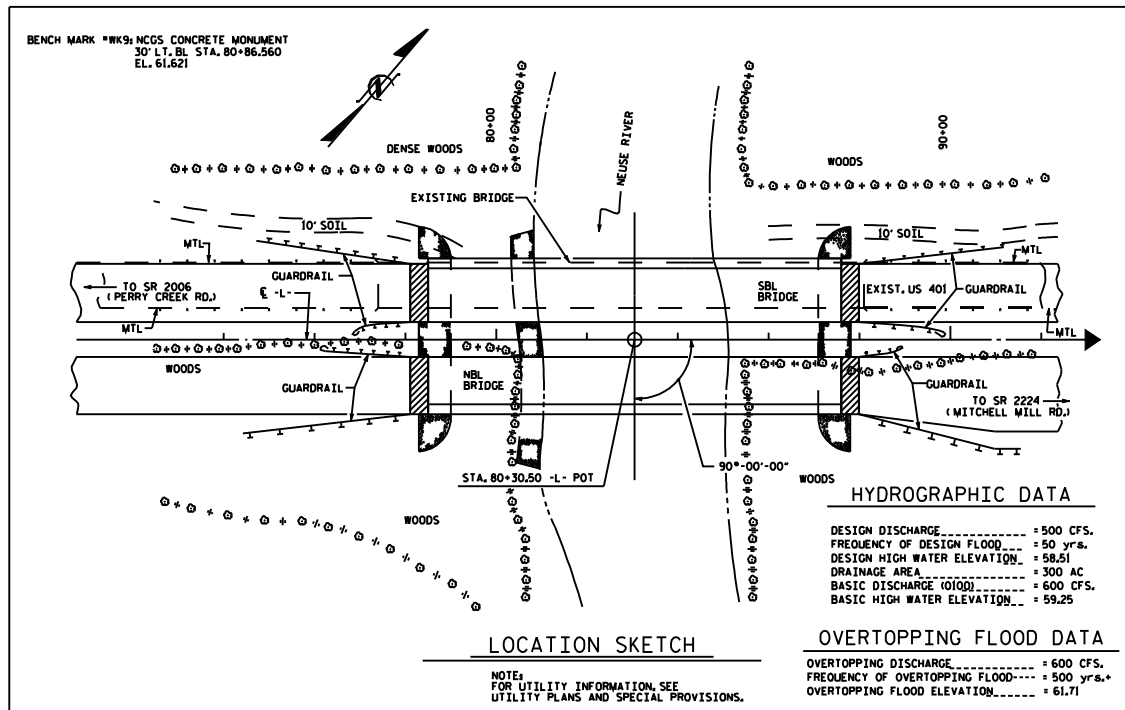 BENCH MARK "WK9: NCGS CONCRETE MONUMENT
30' LT. BL STA. 80+86.560
EL. 61.621
80+00
NEUSE RIVER
90+00
DENSE WOODS
WOODS
EXISTING BRIDGE
10' SOIL
10' SOIL
MTL
MTL
GUARDRAIL
TO SR 2006
(PERRY CREEK RD.)
℄ -L-
SBL
BRIDGE
EXIST. US 401
GUARDRAIL
MTL
MTL
WOODS
NBL
BRIDGE
GUARDRAIL
GUARDRAIL
TO SR 2224
(MITCHELL MILL RD.)
STA. 80+30.50 -L- POT
90°-00'-00"
WOODS
WOODS
HYDROGRAPHIC DATA
DESIGN DISCHARGE = 500 CFS.
FREQUENCY OF DESIGN FLOOD = 50 yrs.
DESIGN HIGH WATER ELEVATION = 58.51
DRAINAGE AREA = 300 AC
BASIC DISCHARGE (Q100) = 600 CFS.
BASIC HIGH WATER ELEVATION = 59.25
LOCATION SKETCH
NOTE:
FOR UTILITY INFORMATION, SEE
UTILITY PLANS AND SPECIAL PROVISIONS.
OVERTOPPING FLOOD DATA
OVERTOPPING DISCHARGE = 600 CFS.
FREQUENCY OF OVERTOPPING FLOOD = 500 yrs.+
OVERTOPPING FLOOD ELEVATION = 61.71